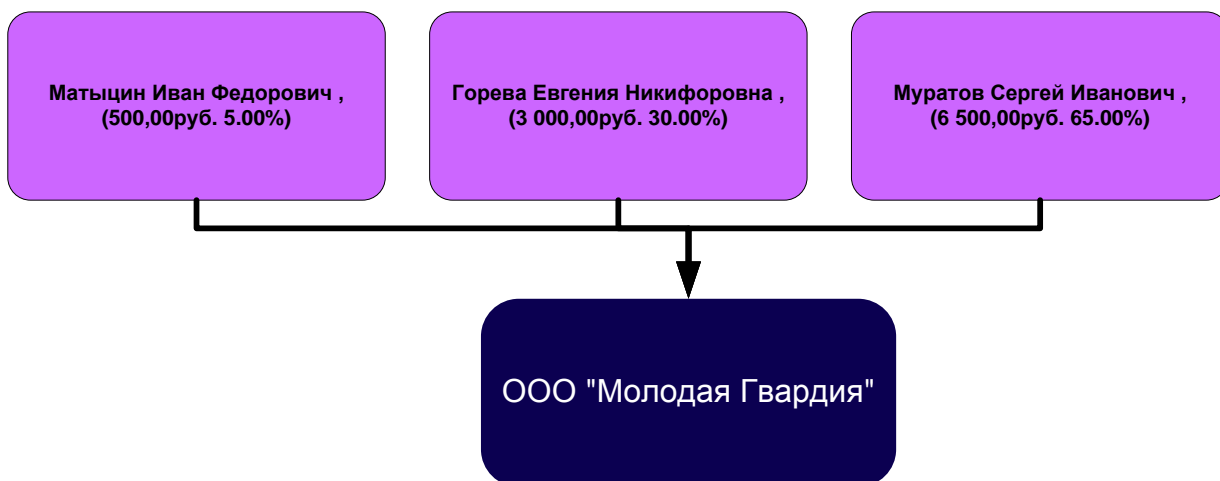 Матыцин Иван Федорович ,
(500,00руб. 5.00%)
Горева Евгения Никифоровна ,
(3 000,00руб. 30.00%)
Муратов Сергей Иванович ,
(6 500,00руб. 65.00%)
ООО "Молодая Гвардия"